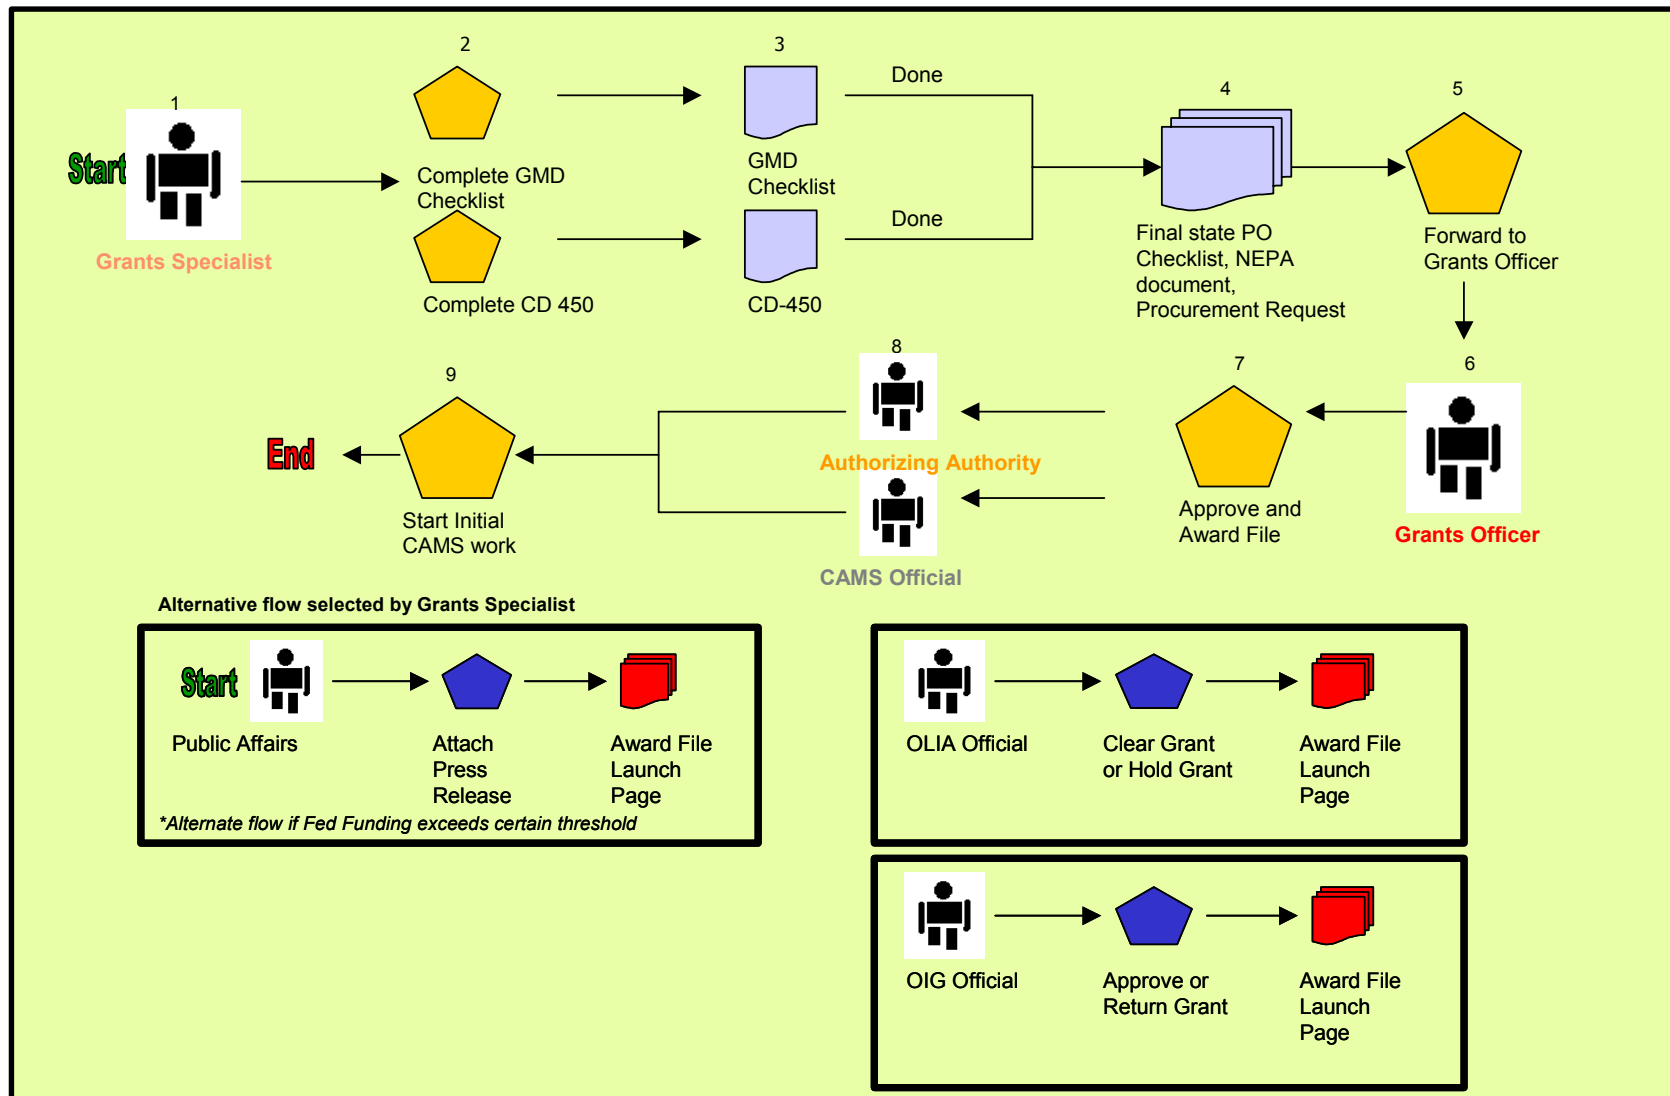 1
Start
Grants Specialist
2
Complete GMD
Checklist
Complete CD 450
3
GMD
Checklist
CD-450
Done
Done
4
Final state PO
Checklist, NEPA
document,
Procurement Request
5
Forward to
Grants Officer
6
Grants Officer
7
Approve and
Award File
8
Authorizing Authority
CAMS Official
9
Start Initial
CAMS work
End
Alternative flow selected by Grants Specialist
Start
Public Affairs
Attach
Press
Release
Award File
Launch
Page
*Alternate flow if Fed Funding exceeds certain threshold
OLIA Official
Clear Grant
or Hold Grant
Award File
Launch
Page
OIG Official
Approve or
Return Grant
Award File
Launch
Page